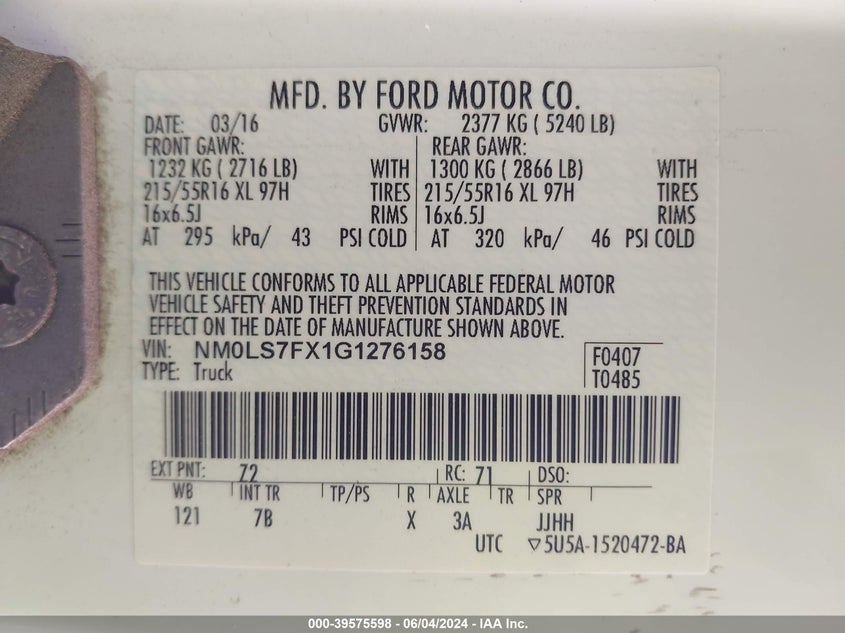 MFD. BY FORD MOTOR CO.
DATE: 03/16 GVWR: 2377 KG ( 5240 LB)
FRONT GAWR: REAR GAWR:
1232 KG ( 2716 LB) WITH 1300 KG ( 2866 LB) WITH
215/55R16 XL 97H TIRES 215/55R16 XL 97H TIRES
16x6.5J RIMS 16x6.5J RIMS
AT 295 kPa/ 43 PSI COLD AT 320 kPa/ 46 PSI COLD
THIS VEHICLE CONFORMS TO ALL APPLICABLE FEDERAL MOTOR
VEHICLE SAFETY AND THEFT PREVENTION STANDARDS IN
EFFECT ON THE DATE OF MANUFACTURE SHOWN ABOVE.
VIN: NM0LS7FX1G1276158 F0407
TYPE: Truck T0485
EXT PNT: 7Z RC: 71 DSO:
WB INT TR TP/PS R AXLE TR SPR
121 7B X 3A JJHH
UTC ▽5U5A-1520472-BA
000-39575598 - 06/04/2024 - IAA Inc.